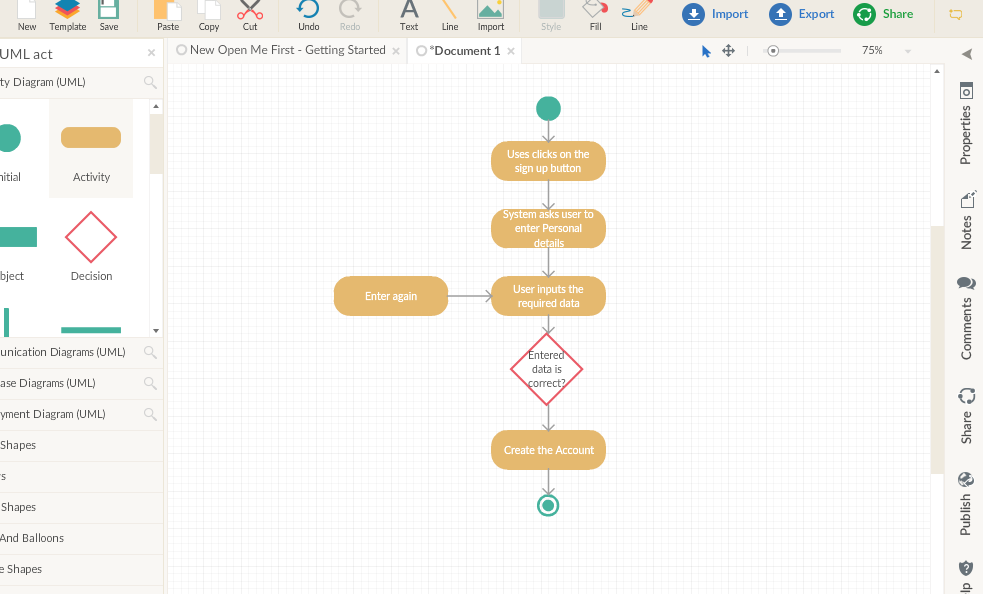 New Template Save Paste Copy Cut Undo Redo Text Line Import Style Fill Line Import Export Share
UML act
New Open Me First - Getting Started
*Document 1
75%
ty Diagram (UML)
nitial
Activity
bject
Decision
unication Diagrams (UML)
ase Diagrams (UML)
yment Diagram (UML)
Shapes
rs
Shapes
And Balloons
e Shapes
Uses clicks on the
sign up button
System asks user to
enter Personal
details
Enter again
User inputs the
required data
Entered
data is
correct?
Create the Account
Properties
Notes
Comments
Share
Publish
lp